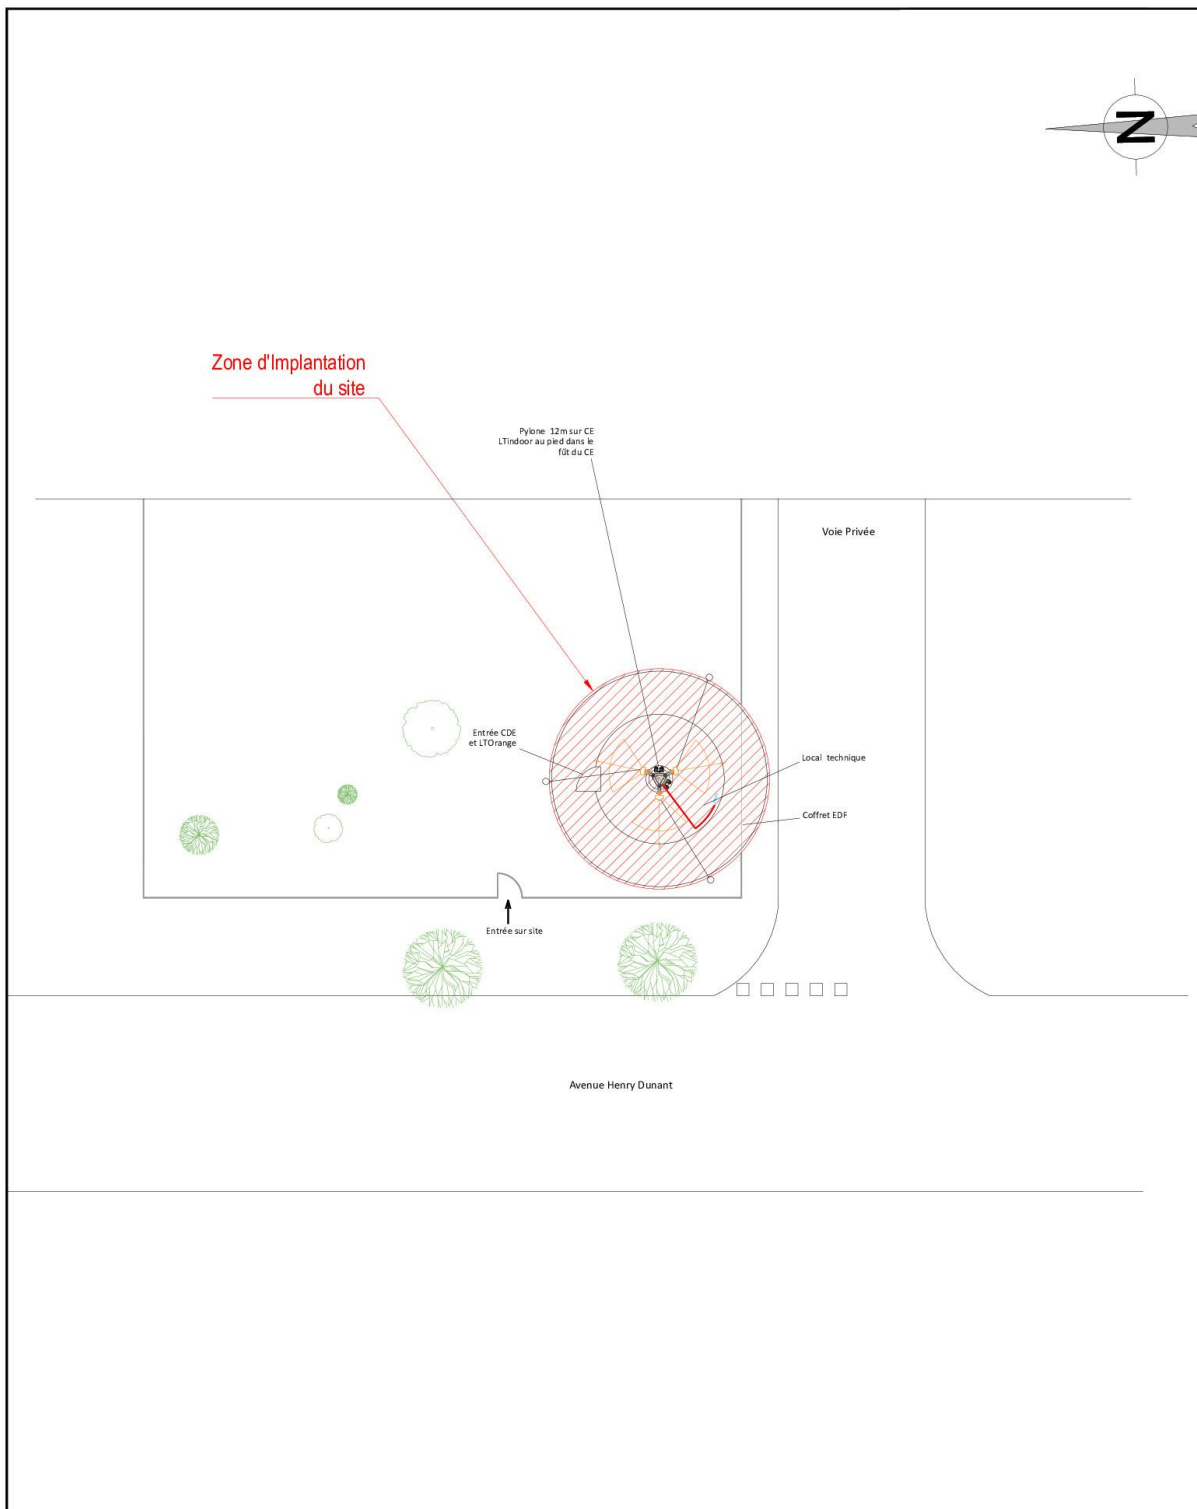 N
Zone d'Implantation
du site
Pylone 12m sur CE
LTindoor au pied dans le
fût du CE
Voie Privée
Entrée CDE
et LTOrange
Local technique
Coffret EDF
Entrée sur site
Avenue Henry Dunant